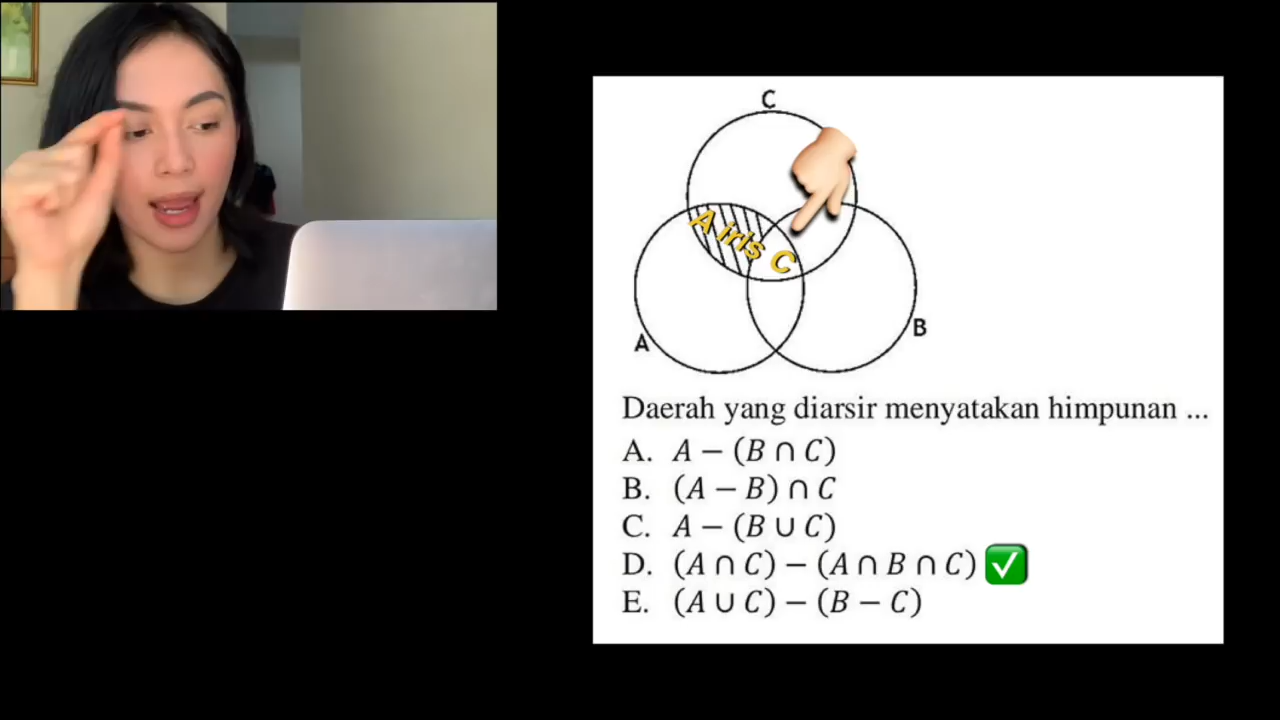 C
A iris C
A
B
Daerah yang diarsir menyatakan himpunan ...
A. A − (B ∩ C)
B. (A − B) ∩ C
C. A − (B ∪ C)
D. (A ∩ C) − (A ∩ B ∩ C) ✅
E. (A ∪ C) − (B − C)